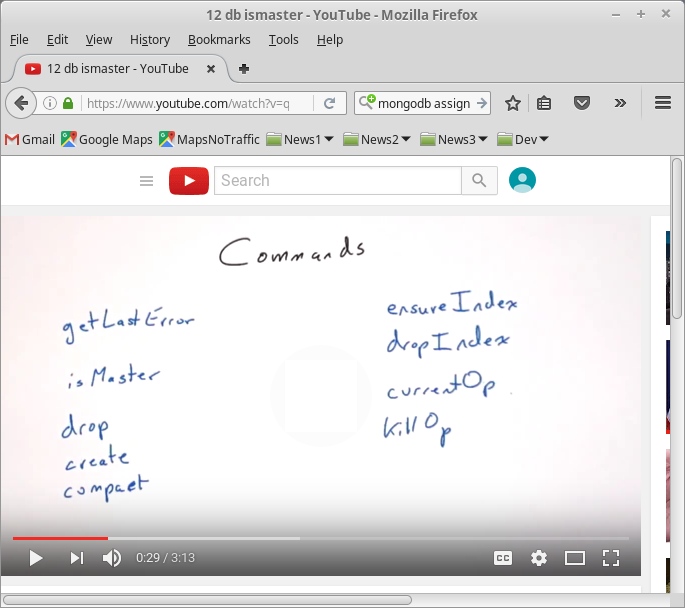 12 db ismaster - YouTube - Mozilla Firefox
File Edit View History Bookmarks Tools Help
12 db ismaster - YouTube
https://www.youtube.com/watch?v=q
mongodb assign
Gmail Google Maps MapsNoTraffic News1 News2 News3 Dev
Search
Commands
getLastError
isMaster
drop
create
compact
ensureIndex
dropIndex
currentOp
killOp
0:29 / 3:13
CC